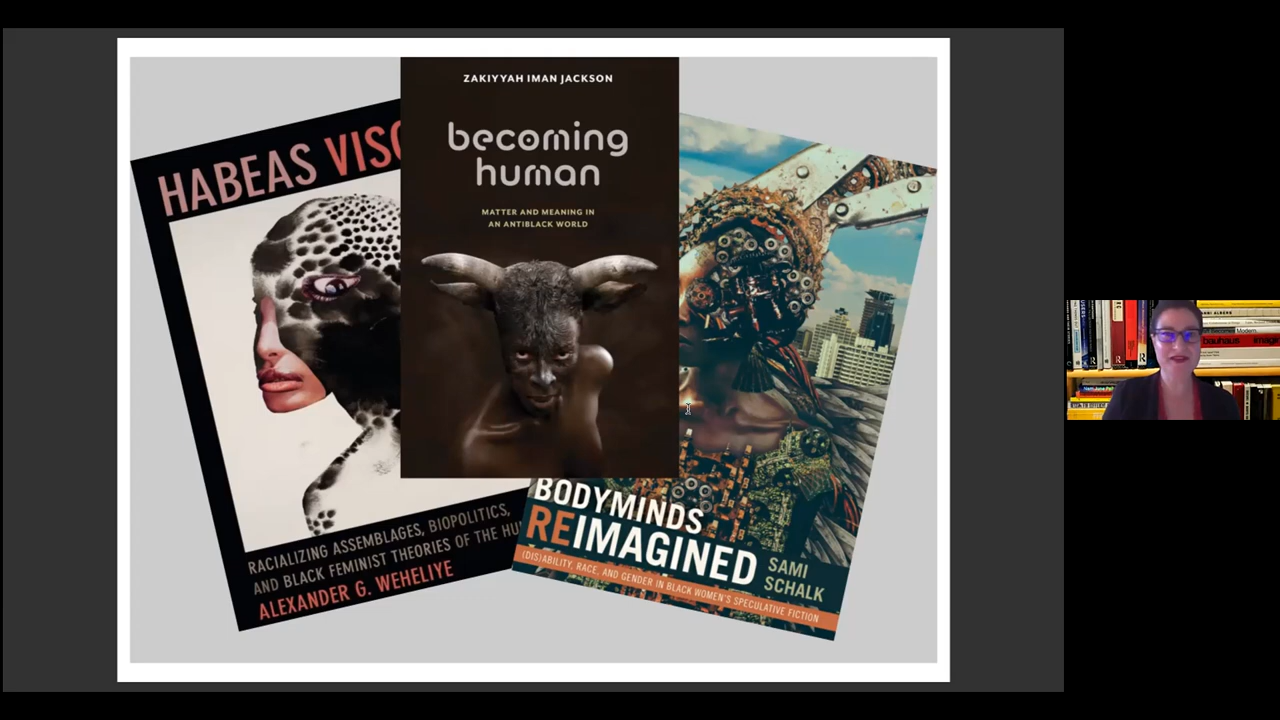 HABEAS
ZAKIYYAH IMAN JACKSON
becoming
human
MATTER AND MEANING IN
AN ANTIBLACK WORLD
RACIALIZING ASSEMBLAGES, BIOPOLITICS,
AND BLACK FEMINIST THEORIES OF THE
ALEXANDER G. WEHELIYE
BODYMINDS
REIMAGINED
SAMI
SCHALK
(DIS)ABILITY, RACE, AND GENDER IN BLACK WOMEN'S SPECULATIVE FICTION
bauhaus